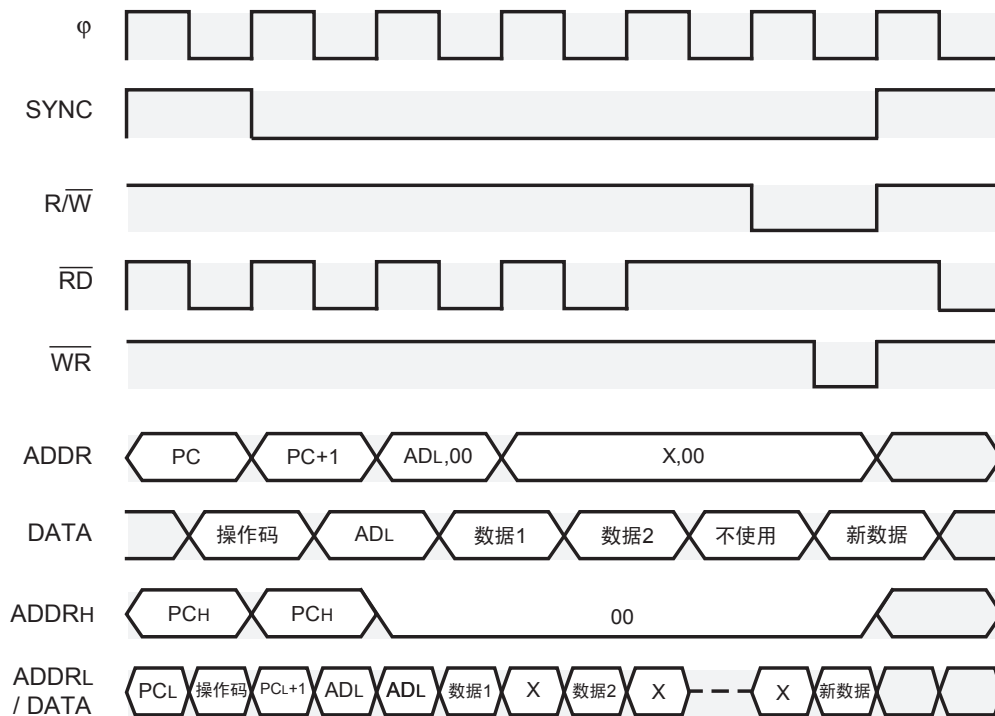 φ
SYNC
R/W̅
R̅D̅
W̅R̅
ADDR PC PC+1 ADL,00 X,00
DATA 操作码 ADL 数据1 数据2 不使用 新数据
ADDRH PCH PCH 00
ADDRL
/ DATA PCL 操作码 PCL+1 ADL ADL 数据1 X 数据2 X X 新数据